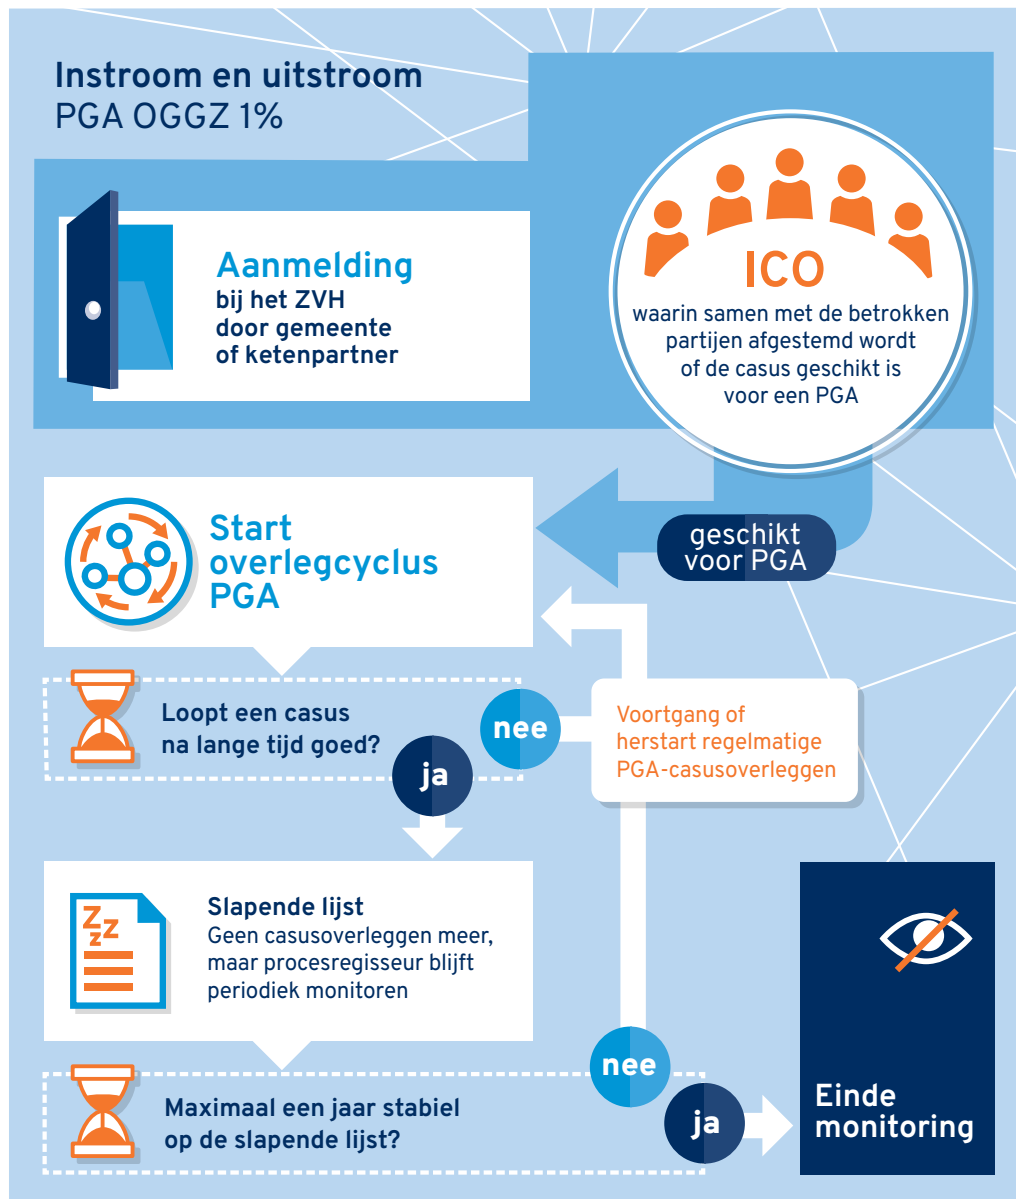 Instroom en uitstroom
PGA OGGZ 1%
Aanmelding
bij het ZVH
door gemeente
of ketenpartner
ICO
waarin samen met de betrokken
partijen afgestemd wordt
of de casus geschikt is
voor een PGA
geschikt
voor PGA
Start
overlegcyclus
PGA
Loopt een casus
na lange tijd goed?
nee
ja
Voortgang of
herstart regelmatige
PGA-casusoverleggen
Slapende lijst
Geen casusoverleggen meer,
maar procesregisseur blijft
periodiek monitoren
Zzz
Maximaal een jaar stabiel
op de slapende lijst?
nee
ja
Einde
monitoring